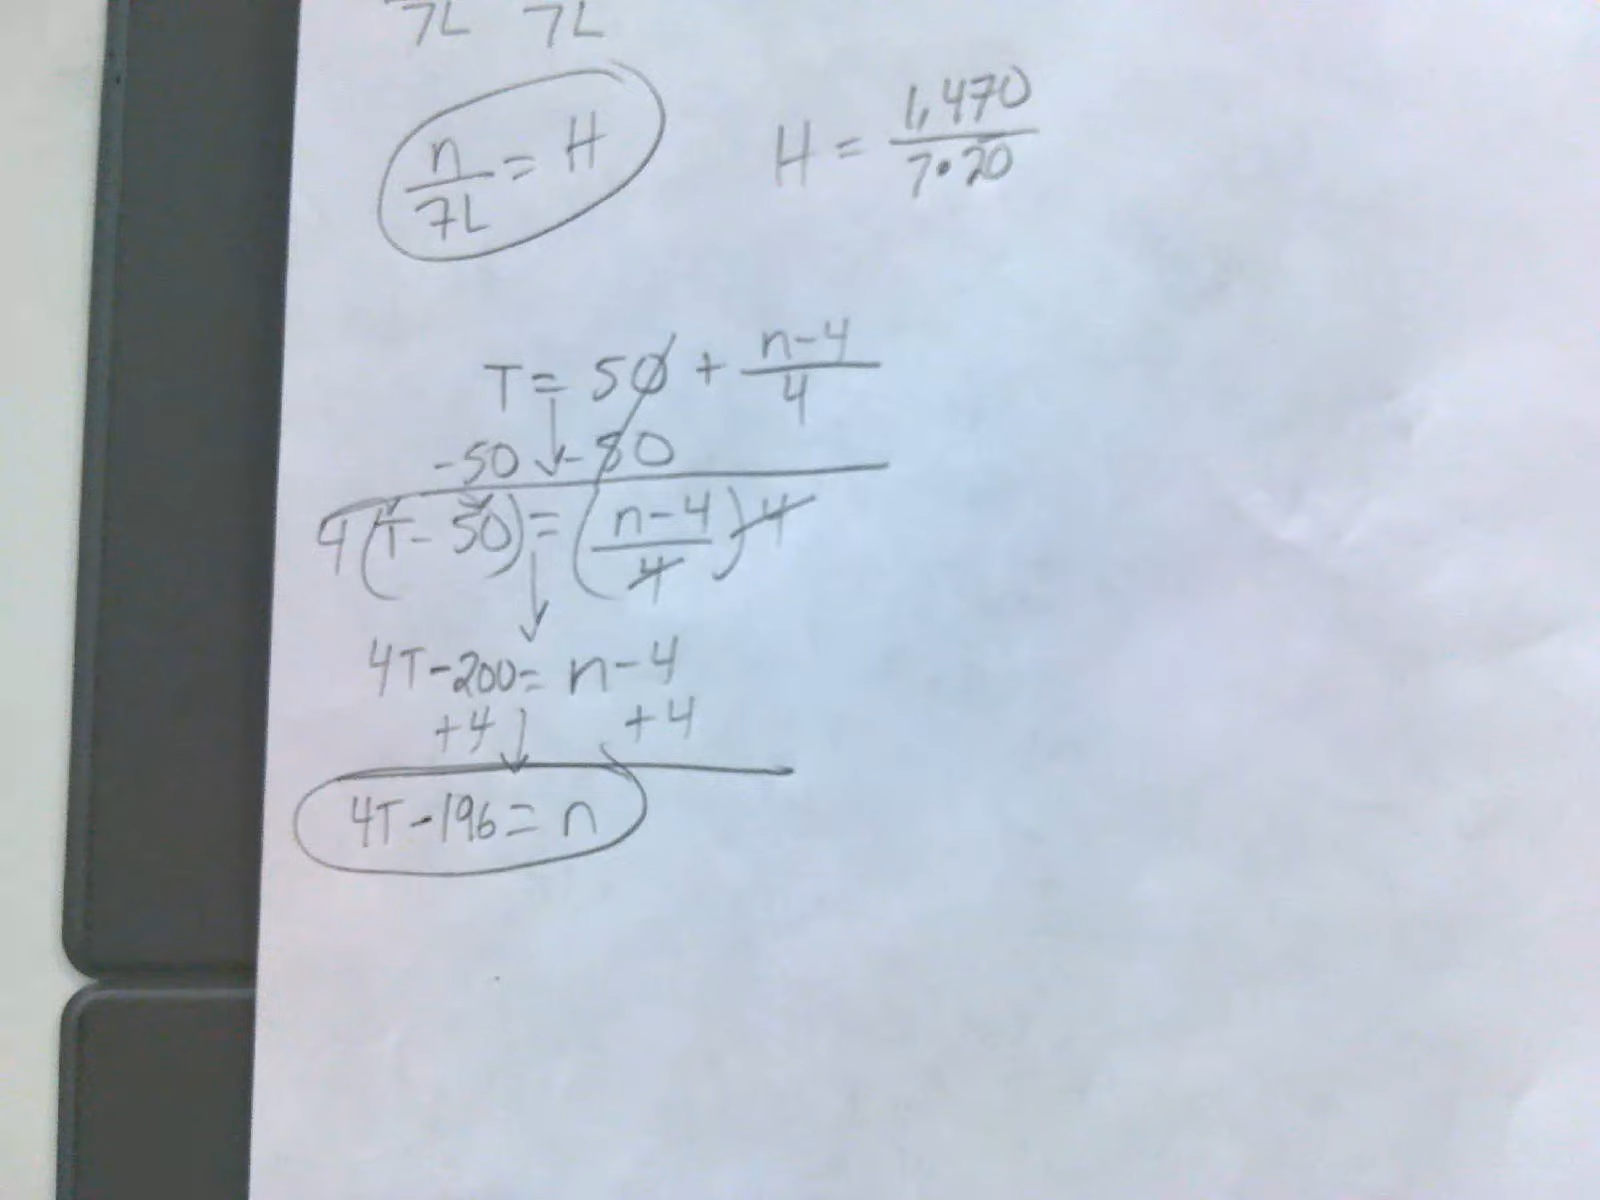 7L 7L
n/7L = H
H = 1,470/7•20
T = 50 + n-4/4
-50 -50
4(T-50) = (n-4/4)4
4T-200 = n-4
+4 +4
4T-196 = n